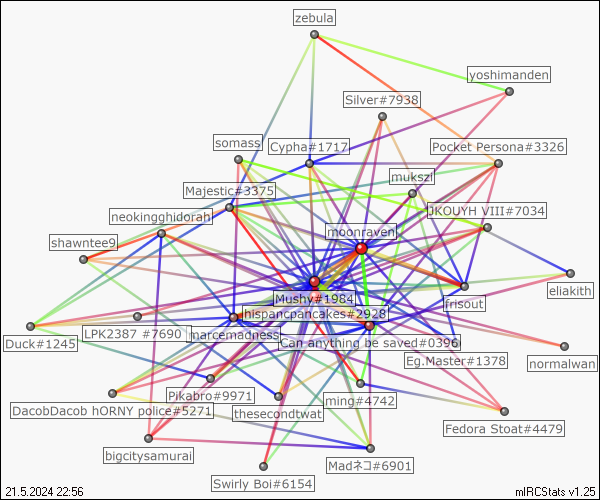 zebula
yoshimanden
Silver#7938
somass
Cypha#1717
Pocket Persona#3326
mukszi
Majestic#3375
JKOUYH VIII#7034
neokingghidorah
moonraven
shawntee9
eliakith
Mushy#1984
frisout
hispancpancakes#2928
LPK2387 #7690
marcemadness
Duck#1245
Can anything be saved#0396
Eg.Master#1378
normalwan
Pikabro#9971
ming#4742
DacobDacob hORNY police#5271
thesecondtwat
Fedora Stoat#4479
bigcitysamurai
Madネコ#6901
Swirly Boi#6154
21.5.2024 22:56
mIRCStats v1.25